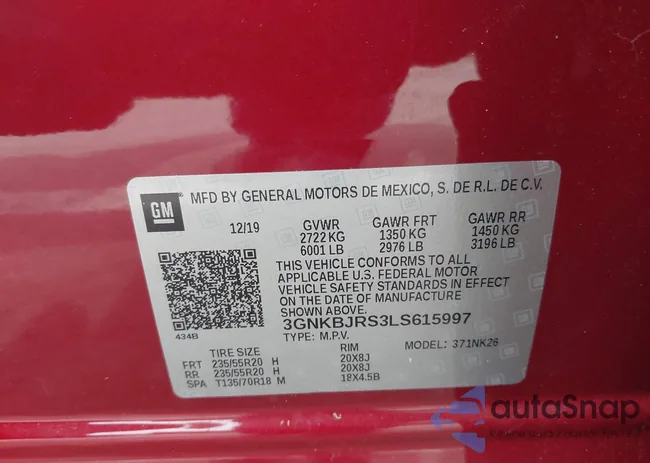 GM
MFD BY GENERAL MOTORS DE MEXICO, S. DE R.L. DE C.V.
12/19 GVWR GAWR FRT GAWR RR
2722 KG 1350 KG 1450 KG
6001 LB 2976 LB 3196 LB
THIS VEHICLE CONFORMS TO ALL
APPLICABLE U.S. FEDERAL MOTOR
VEHICLE SAFETY STANDARDS IN EFFECT
ON THE DATE OF MANUFACTURE
SHOWN ABOVE.
3GNKBJRS3LS615997
434B
TYPE: M.P.V. MODEL: 371NK26
TIRE SIZE RIM
FRT 235/55R20 H 20X8J
RR 235/55R20 H 20X8J
SPA T135/70R18 M 18X4.5B
autaSnap